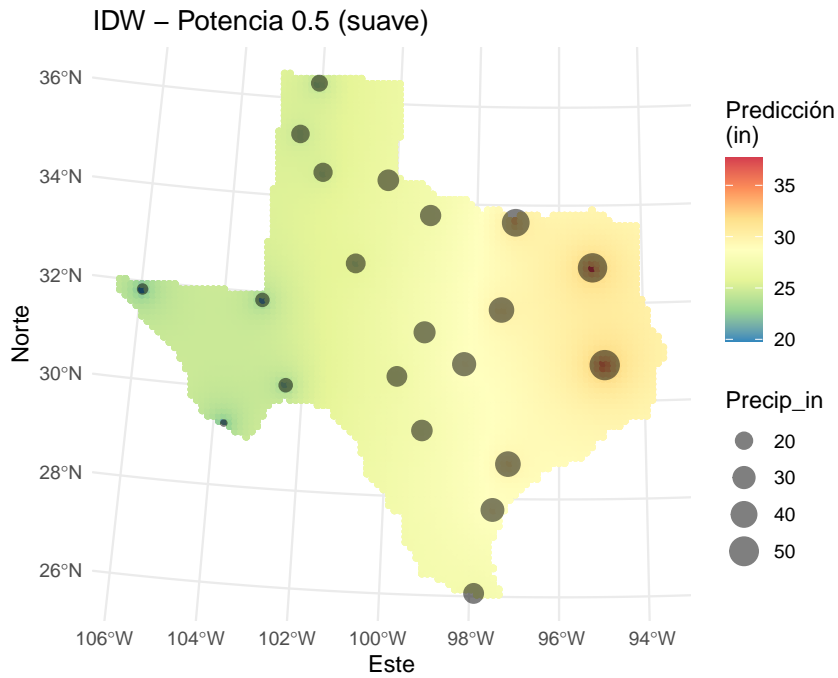 IDW – Potencia 0.5 (suave)
36°N
34°N
32°N
30°N
28°N
26°N
Norte
106°W
104°W
102°W
100°W
98°W
96°W
94°W
Este
Predicción
(in)
35
30
25
20
Precip_in
20
30
40
50